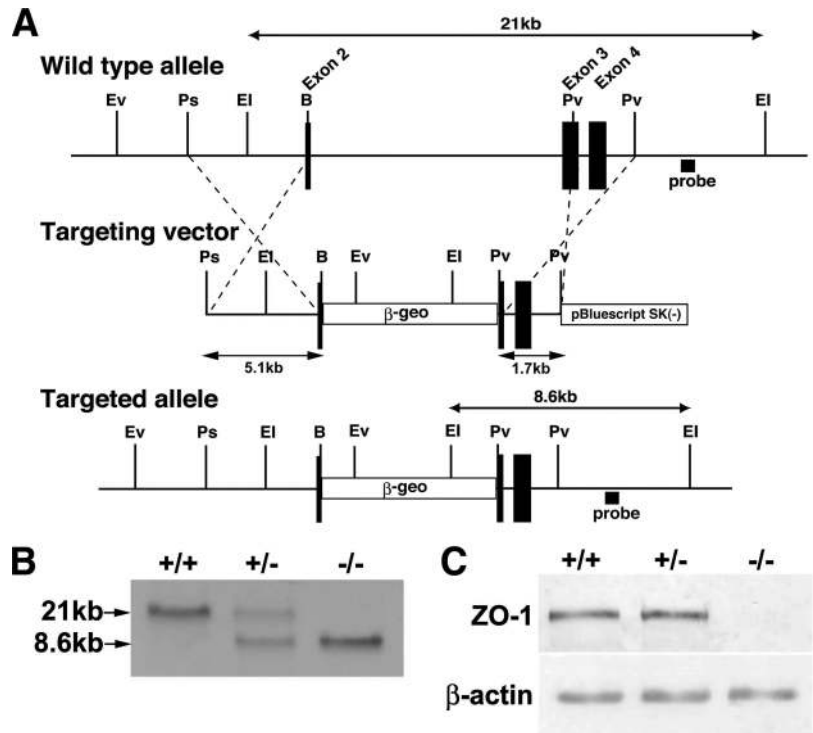 A
21kb
Wild type allele
Exon 2
Exon 3
Exon 4
Ev Ps EI B Pv Pv EI
probe
Targeting vector
Ps EI B Ev EI Pv Pv
β-geo
pBluescript SK(-)
5.1kb
1.7kb
Targeted allele
8.6kb
Ev Ps EI B Ev EI Pv Pv EI
β-geo
probe
B
+/+ +/- -/-
21kb
8.6kb
C
+/+ +/- -/-
ZO-1
β-actin